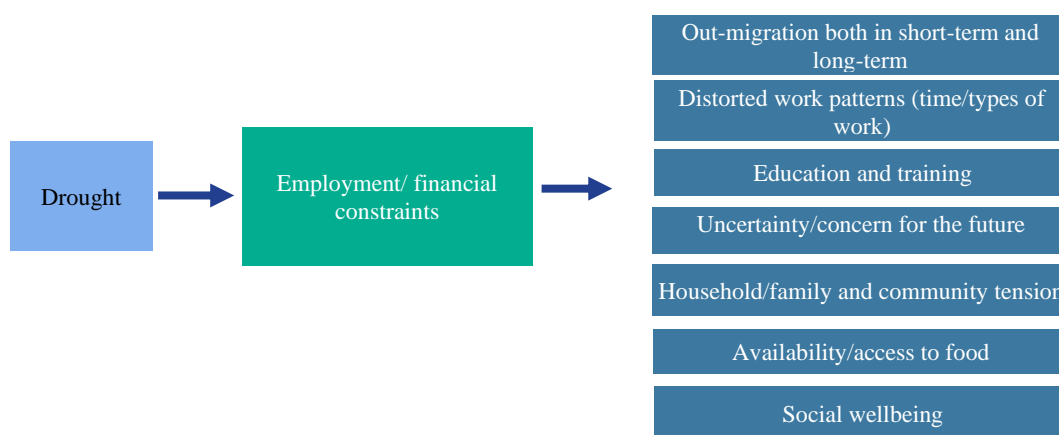 Drought
Employment/ financial
constraints
Out-migration both in short-term and
long-term
Distorted work patterns (time/types of
work)
Education and training
Uncertainty/concern for the future
Household/family and community tension
Availability/access to food
Social wellbeing